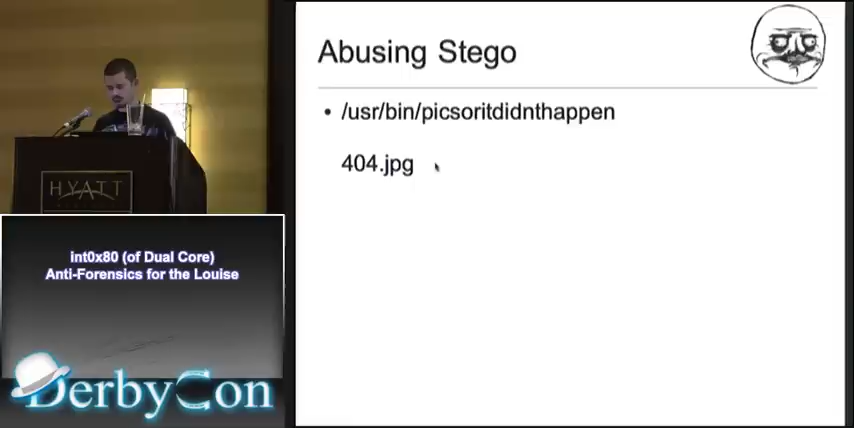 Abusing Stego
• /usr/bin/picsoritdidnthappen
404.jpg
HYATT
int0x80 (of Dual Core)
Anti-Forensics for the Louise
DerbyCon